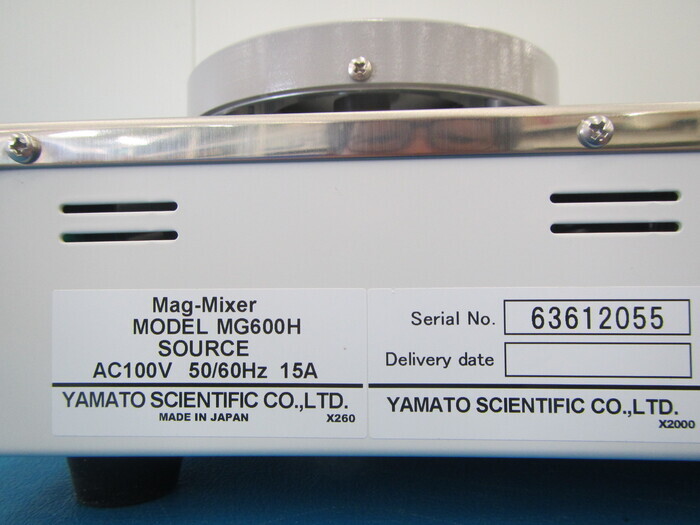 Mag-Mixer
MODEL MG600H
SOURCE
AC100V 50/60Hz 15A
YAMATO SCIENTIFIC CO.,LTD.
MADE IN JAPAN X260
Serial No. 63612055
Delivery date
YAMATO SCIENTIFIC CO.,LTD.
X2000